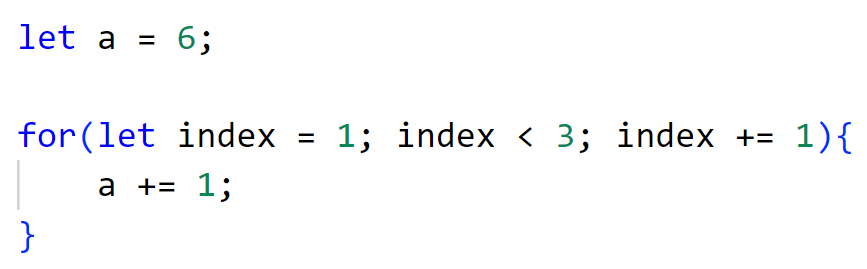 let a = 6;
for(let index = 1; index < 3; index += 1){
    a += 1;
}